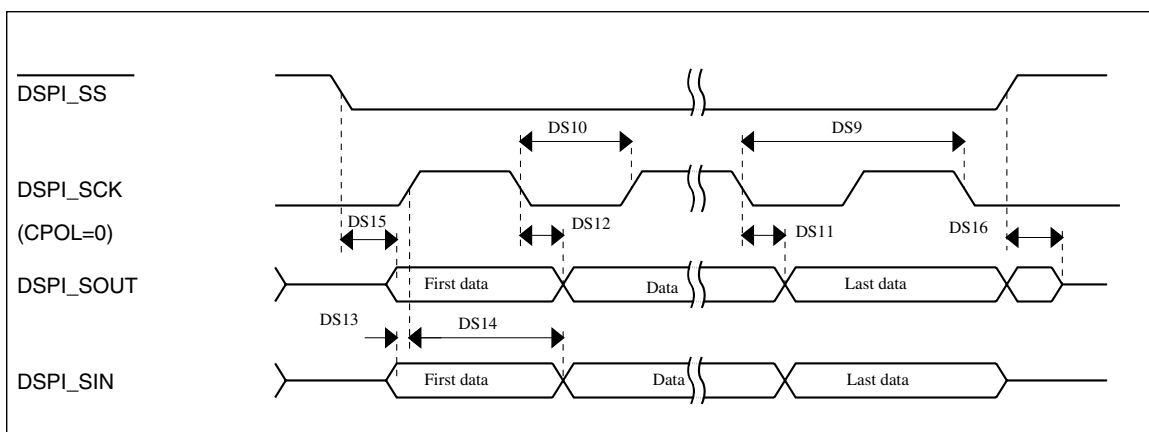 DSPI_SS
DS10
DS9
DSPI_SCK
(CPOL=0)
DS15
DS12
DS11
DS16
DSPI_SOUT
First data
Data
Last data
DS13
DS14
DSPI_SIN
First data
Data
Last data